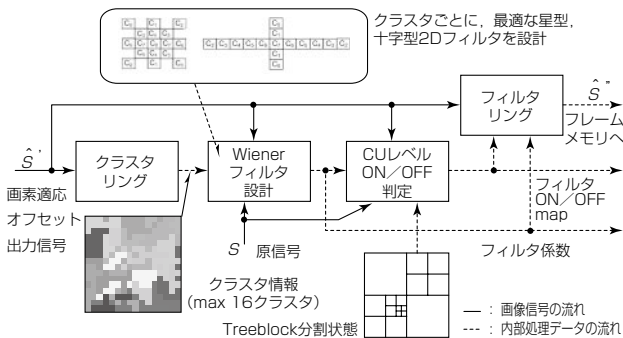 クラスタごとに，最適な星型，
十字型2Dフィルタを設計
Ŝ'
画素適応
オフセット
出力信号
クラスタ
リング
Wiener
フィルタ
設計
CUレベル
ON／OFF
判定
フィルタ
リング
Ŝ"
フレーム
メモリへ
フィルタ
ON／OFF
map
フィルタ係数
S 原信号
クラスタ情報
（max 16クラスタ）
Treeblock分割状態
： 画像信号の流れ
： 内部処理データの流れ